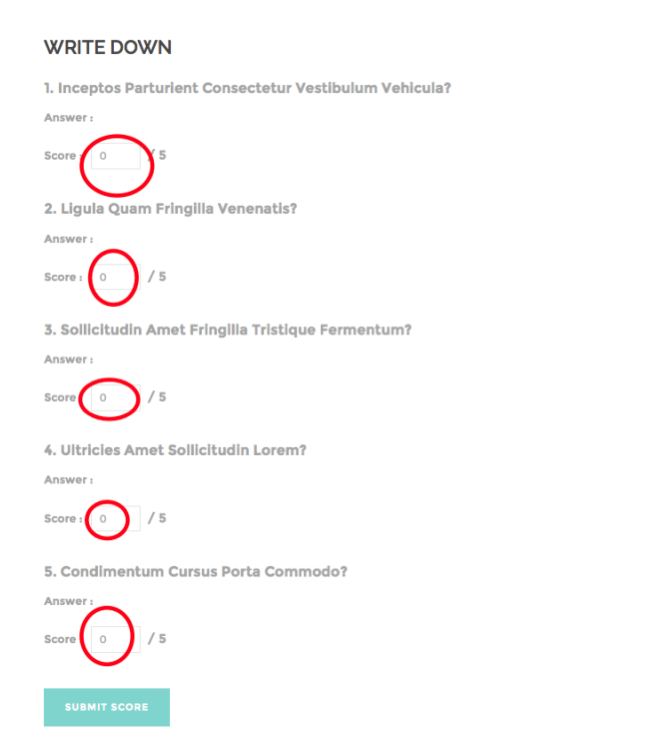 WRITE DOWN
1. Inceptos Parturient Consectetur Vestibulum Vehicula?
Answer :
Score : 0 / 5
2. Ligula Quam Fringilla Venenatis?
Answer :
Score : 0 / 5
3. Sollicitudin Amet Fringilla Tristique Fermentum?
Answer :
Score : 0 / 5
4. Ultricies Amet Sollicitudin Lorem?
Answer :
Score : 0 / 5
5. Condimentum Cursus Porta Commodo?
Answer :
Score : 0 / 5
SUBMIT SCORE